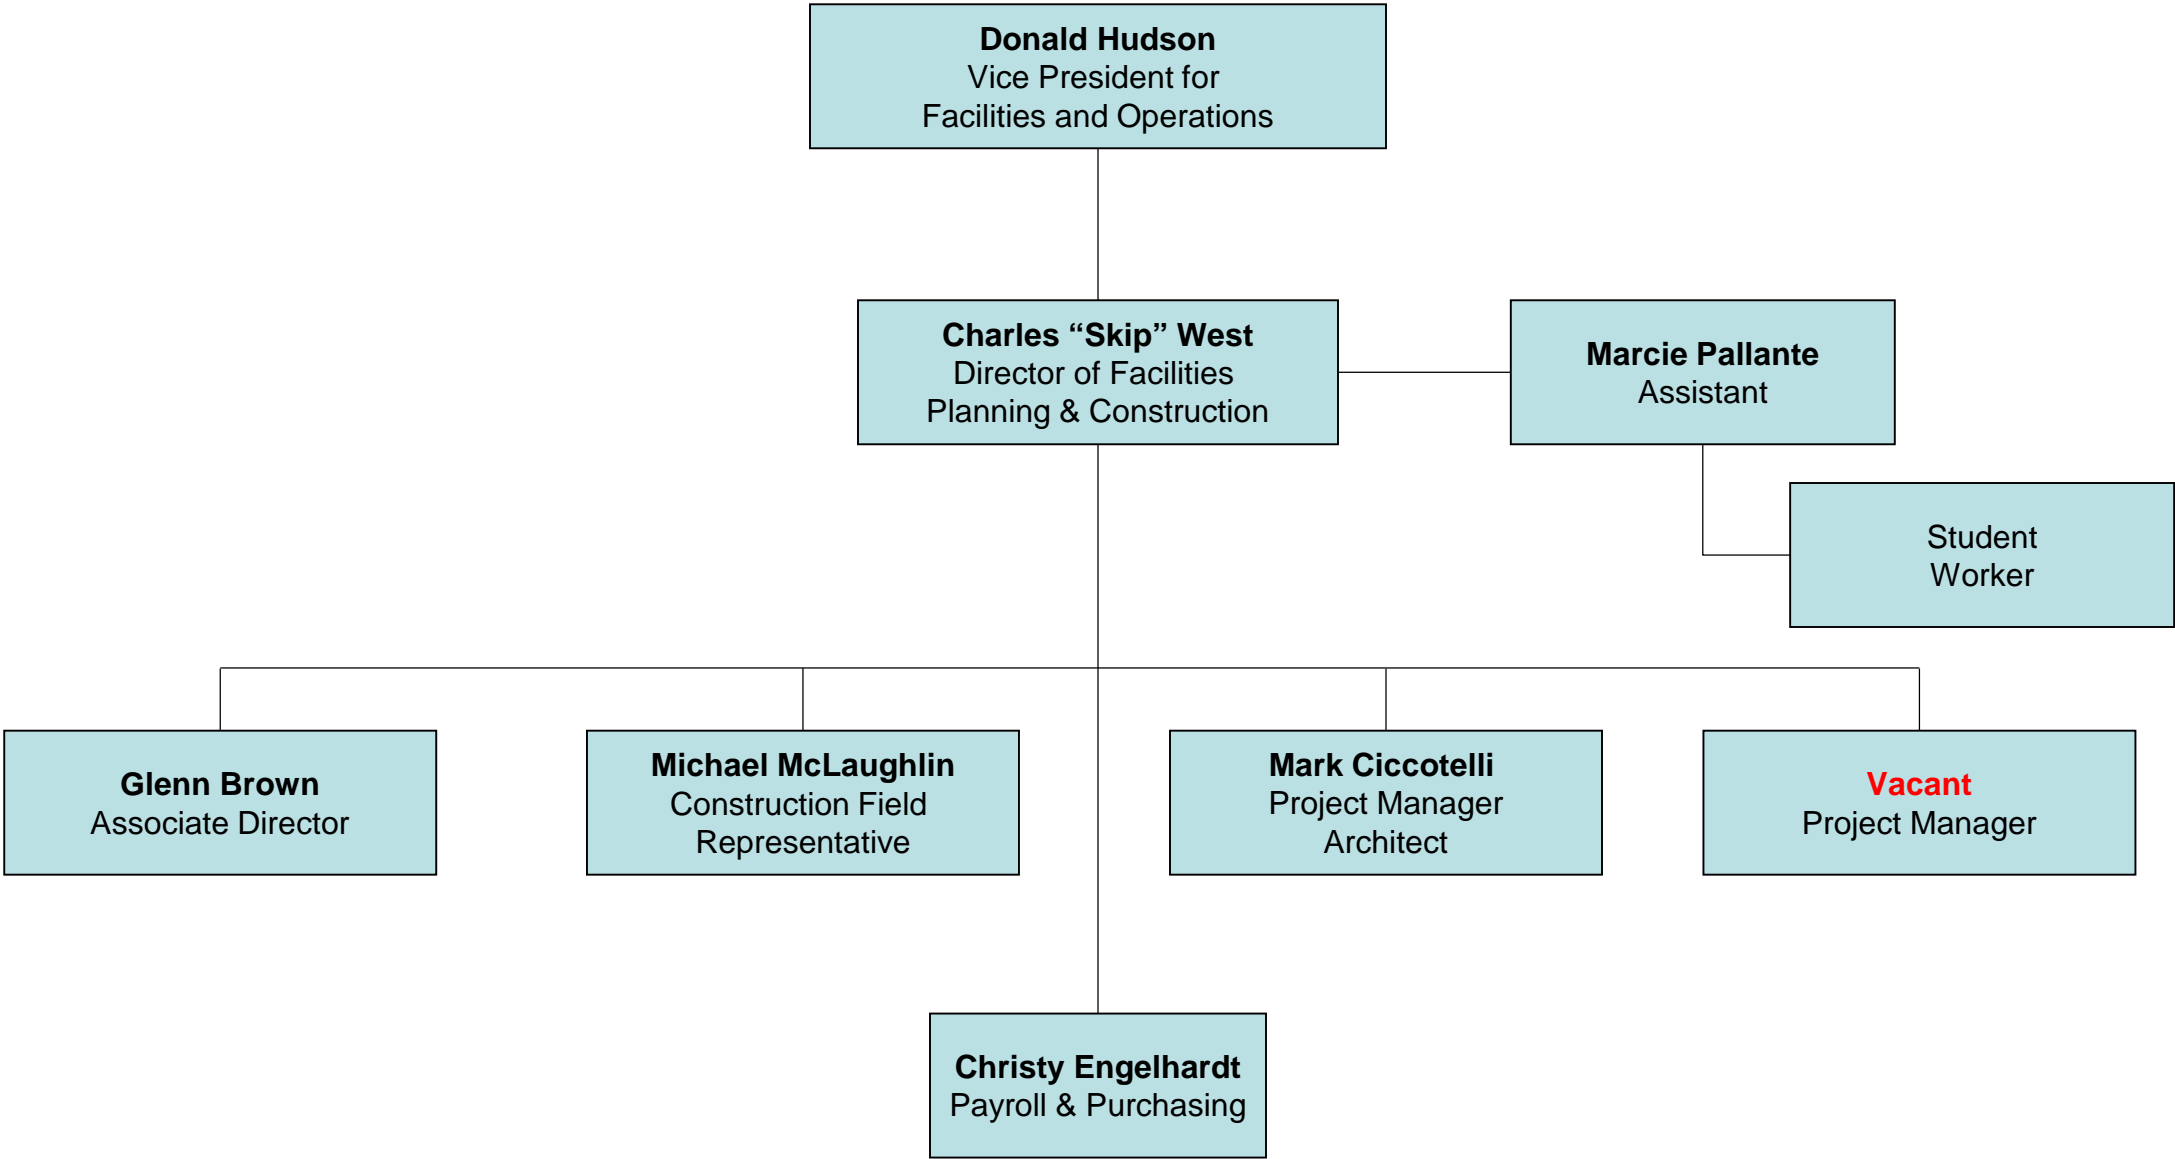 Donald Hudson
Vice President for
Facilities and Operations
Charles “Skip” West
Director of Facilities
Planning & Construction
Marcie Pallante
Assistant
Student
Worker
Glenn Brown
Associate Director
Michael McLaughlin
Construction Field
Representative
Mark Ciccotelli
Project Manager
Architect
Vacant
Project Manager
Christy Engelhardt
Payroll & Purchasing